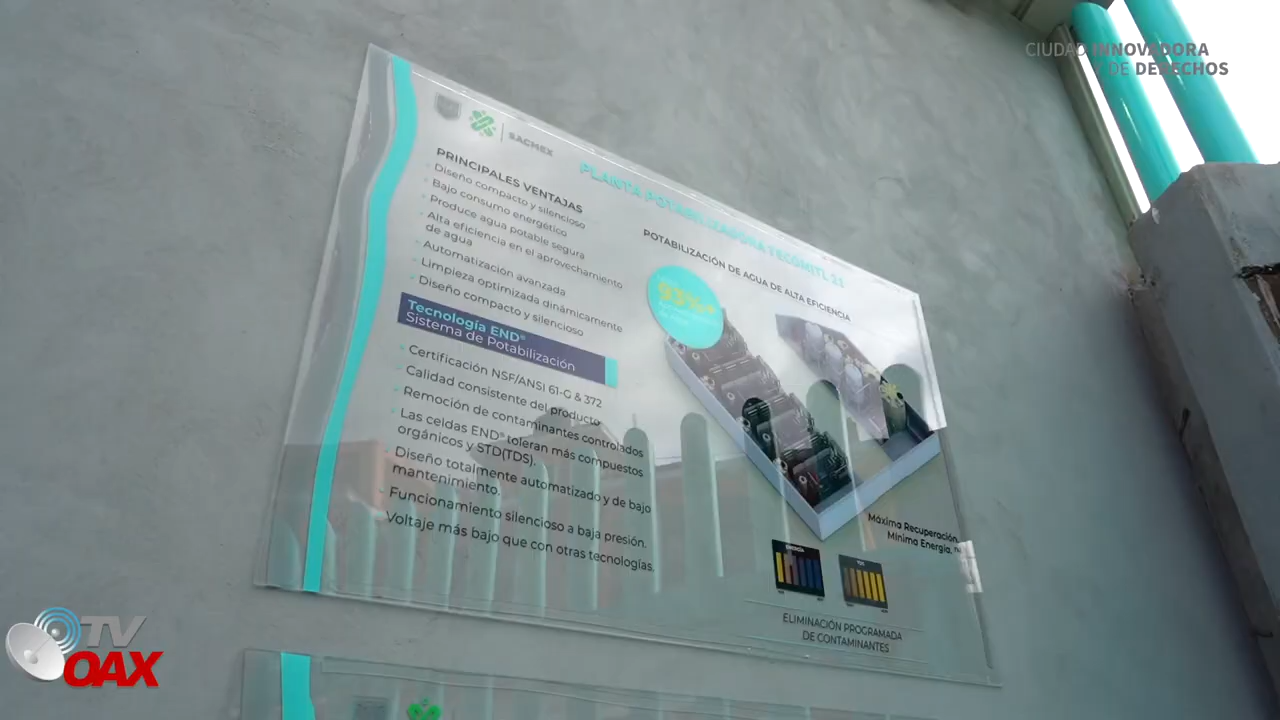 CIUDAD INNOVADORA
Y DE DERECHOS
SACMEX
PLANTA POTABILIZADORA TECOMITL 21
PRINCIPALES VENTAJAS
Diseño compacto y silencioso
Bajo consumo energético
Produce agua potable segura
Alta eficiencia en el aprovechamiento
de agua
Automatización avanzada
Limpieza optimizada dinámicamente
Diseño compacto y silencioso
Tecnología END®
Sistema de Potabilización
Certificación NSF/ANSI 61-G & 372
Calidad consistente del producto
Remoción de contaminantes controlados
Las celdas END® toleran más compuestos
orgánicos y STD(TDS).
Diseño totalmente automatizado y de bajo
mantenimiento.
Funcionamiento silencioso a baja presión.
Voltaje más bajo que con otras tecnologías.
POTABILIZACIÓN DE AGUA DE ALTA EFICIENCIA
93%
Máxima Recuperación,
Mínima Energía.
ELIMINACIÓN PROGRAMADA
DE CONTAMINANTES
TV
OAX